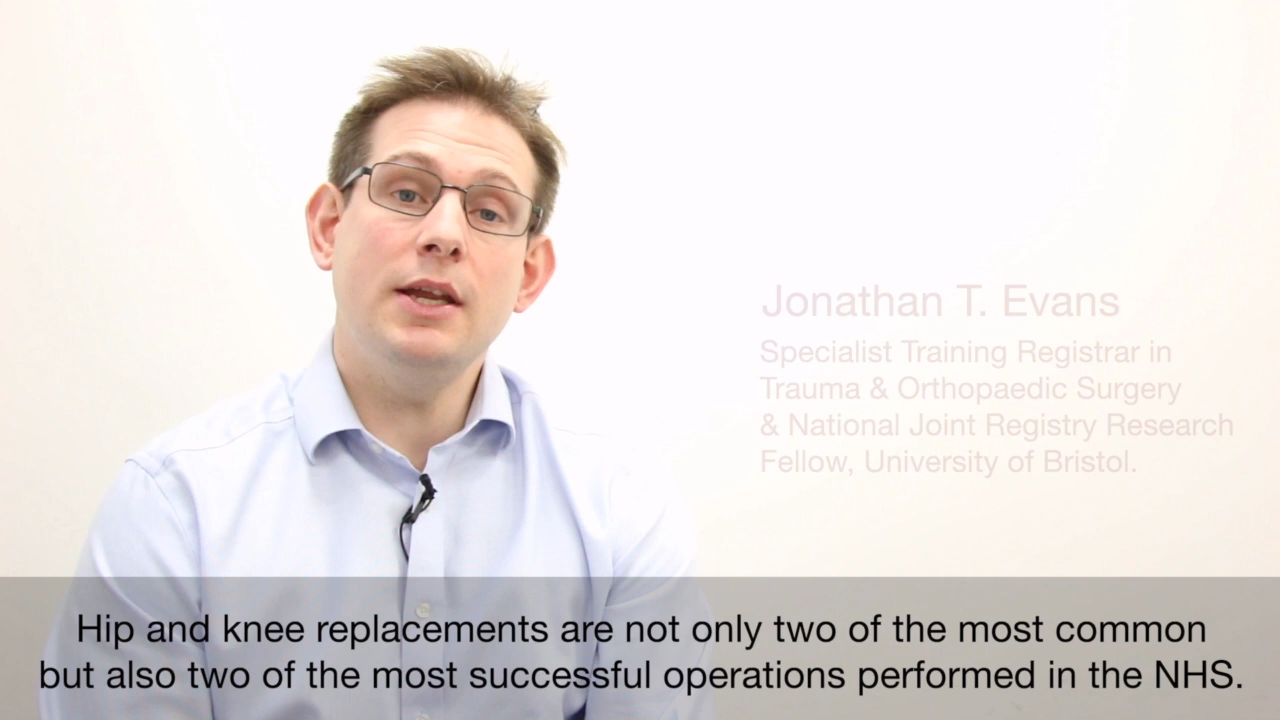 Jonathan T. Evans
Specialist Training Registrar in
Trauma & Orthopaedic Surgery
& National Joint Registry Research
Fellow, University of Bristol.
Hip and knee replacements are not only two of the most common
but also two of the most successful operations performed in the NHS.